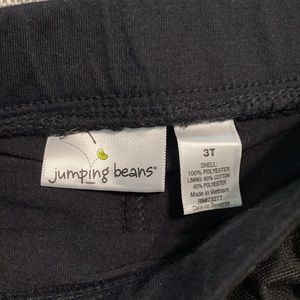 jumping beans®
3T
SHELL:
100% POLYESTER
LINING: 60% COTTON
40% POLYESTER
Made in Vietnam
RN#73277
Care on Reverse